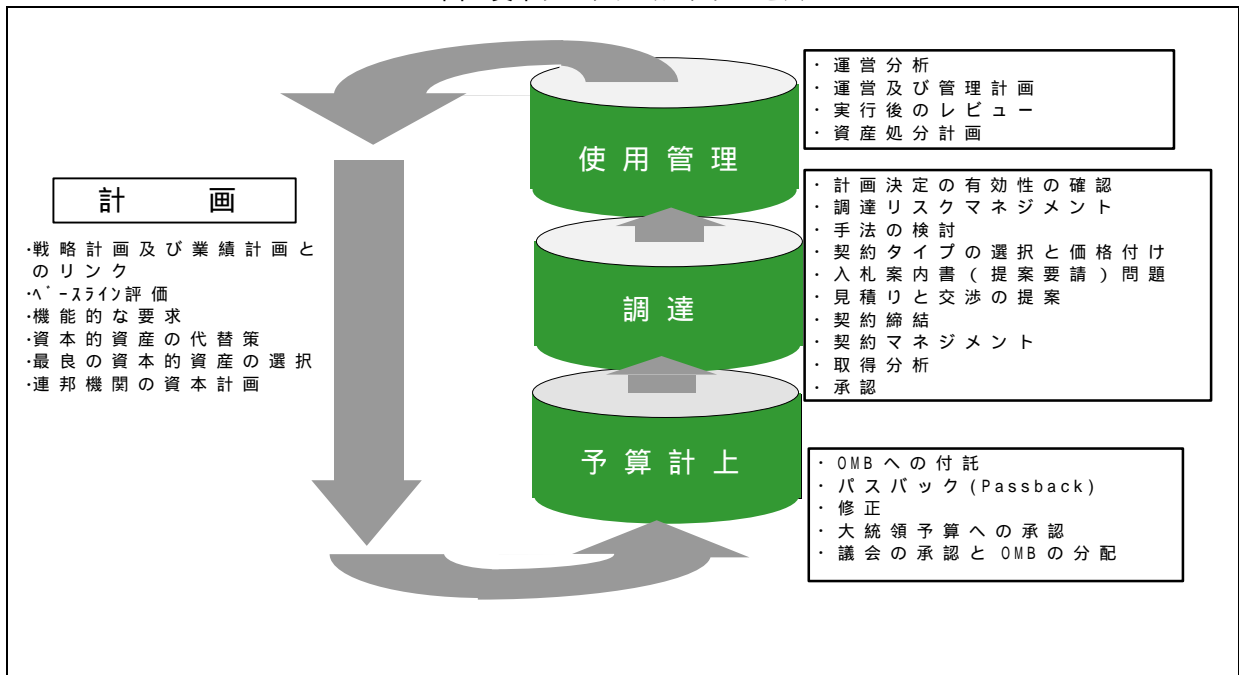 計画
・戦略計画及び業績計画と
のリンク
・ベースライン評価
・機能的な要求
・資本的資産の代替策
・最良の資本的資産の選択
・連邦機関の資本計画
使用管理
・運営分析
・運営及び管理計画
・実行後のレビュー
・資産処分計画
調達
・計画決定の有効性の確認
・調達リスクマネジメント
・手法の検討
・契約タイプの選択と価格付け
・入札案内書(提案要請)問題
・見積りと交渉の提案
・契約締結
・契約マネジメント
・取得分析
・承認
予算計上
・OMBへの付託
・パスバック(Passback)
・修正
・大統領予算への承認
・議会の承認とOMBの分配